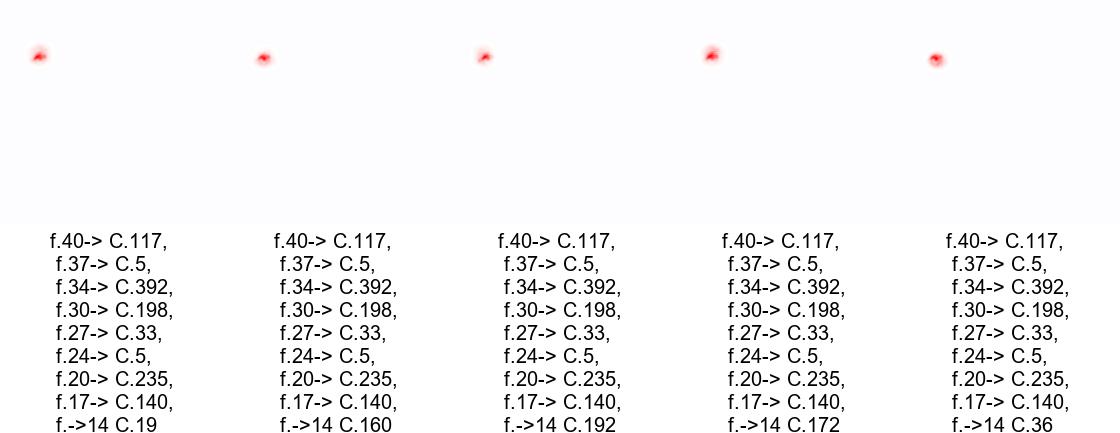 f.40-> C.117,
f.37-> C.5,
f.34-> C.392,
f.30-> C.198,
f.27-> C.33,
f.24-> C.5,
f.20-> C.235,
f.17-> C.140,
f.->14 C.19
f.40-> C.117,
f.37-> C.5,
f.34-> C.392,
f.30-> C.198,
f.27-> C.33,
f.24-> C.5,
f.20-> C.235,
f.17-> C.140,
f.->14 C.160
f.40-> C.117,
f.37-> C.5,
f.34-> C.392,
f.30-> C.198,
f.27-> C.33,
f.24-> C.5,
f.20-> C.235,
f.17-> C.140,
f.->14 C.192
f.40-> C.117,
f.37-> C.5,
f.34-> C.392,
f.30-> C.198,
f.27-> C.33,
f.24-> C.5,
f.20-> C.235,
f.17-> C.140,
f.->14 C.172
f.40-> C.117,
f.37-> C.5,
f.34-> C.392,
f.30-> C.198,
f.27-> C.33,
f.24-> C.5,
f.20-> C.235,
f.17-> C.140,
f.->14 C.36